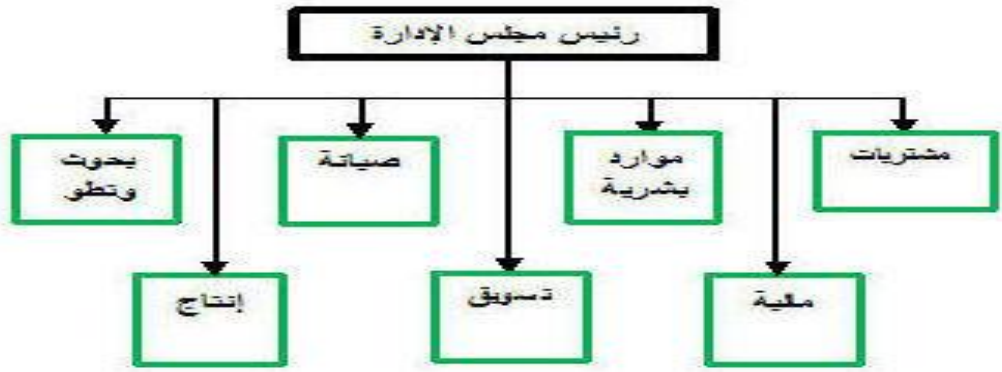 رئيس مجلس الإدارة
مشتريات
موارد
بشرية
صيانة
بحوث
وتطو
مالية
تسويق
إنتاج